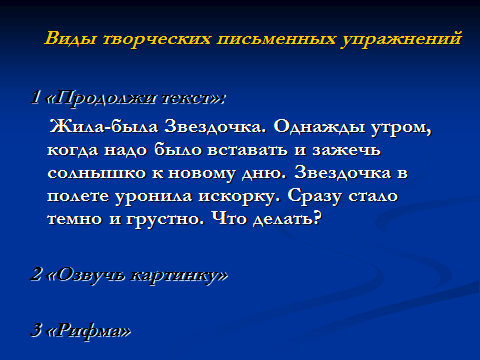 Виды творческих письменных упражнений
1 «Продолжи текст»:
Жила-была Звездочка. Однажды утром,
когда надо было вставать и зажечь
солнышко к новому дню. Звездочка в
полете уронила искорку. Сразу стало
темно и грустно. Что делать?
2 «Озвучь картинку»
3 «Рифма»